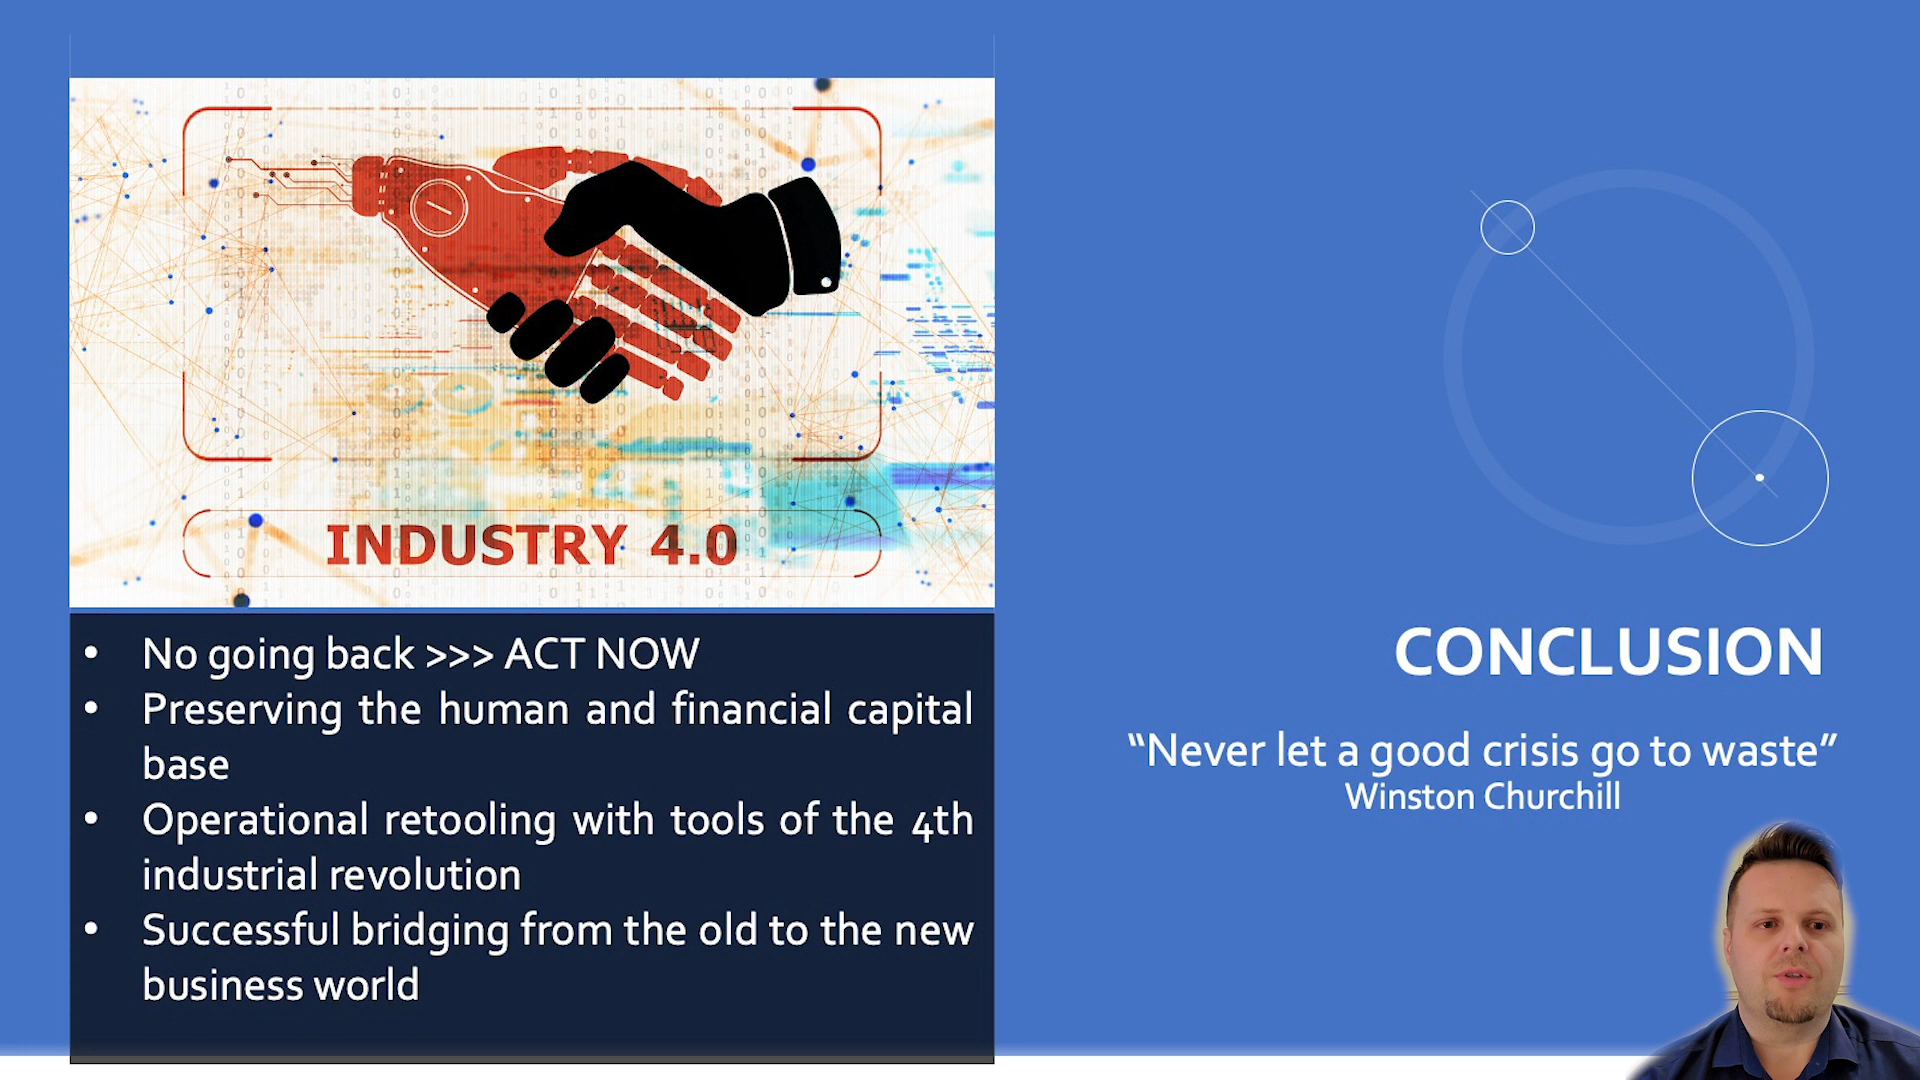 INDUSTRY 4.0
• No going back >>> ACT NOW
• Preserving the human and financial capital
base
• Operational retooling with tools of the 4th
industrial revolution
• Successful bridging from the old to the new
business world
CONCLUSION
“Never let a good crisis go to waste”
Winston Churchill